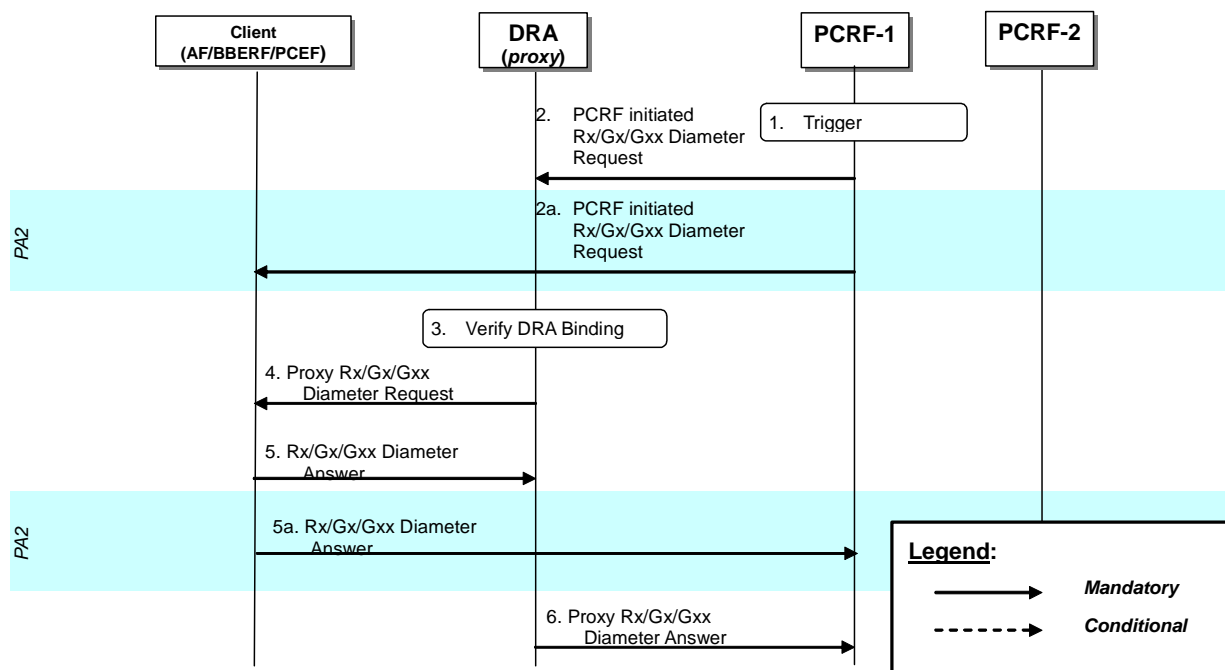 Client
(AF/BBERF/PCEF)
DRA
(proxy)
PCRF-1
PCRF-2
1. Trigger
2. PCRF initiated
Rx/Gx/Gxx Diameter
Request
PA2
2a. PCRF initiated
Rx/Gx/Gxx Diameter
Request
3. Verify DRA Binding
4. Proxy Rx/Gx/Gxx
Diameter Request
5. Rx/Gx/Gxx Diameter
Answer
PA2
5a. Rx/Gx/Gxx Diameter
Answer
6. Proxy Rx/Gx/Gxx
Diameter Answer
Legend:
Mandatory
Conditional